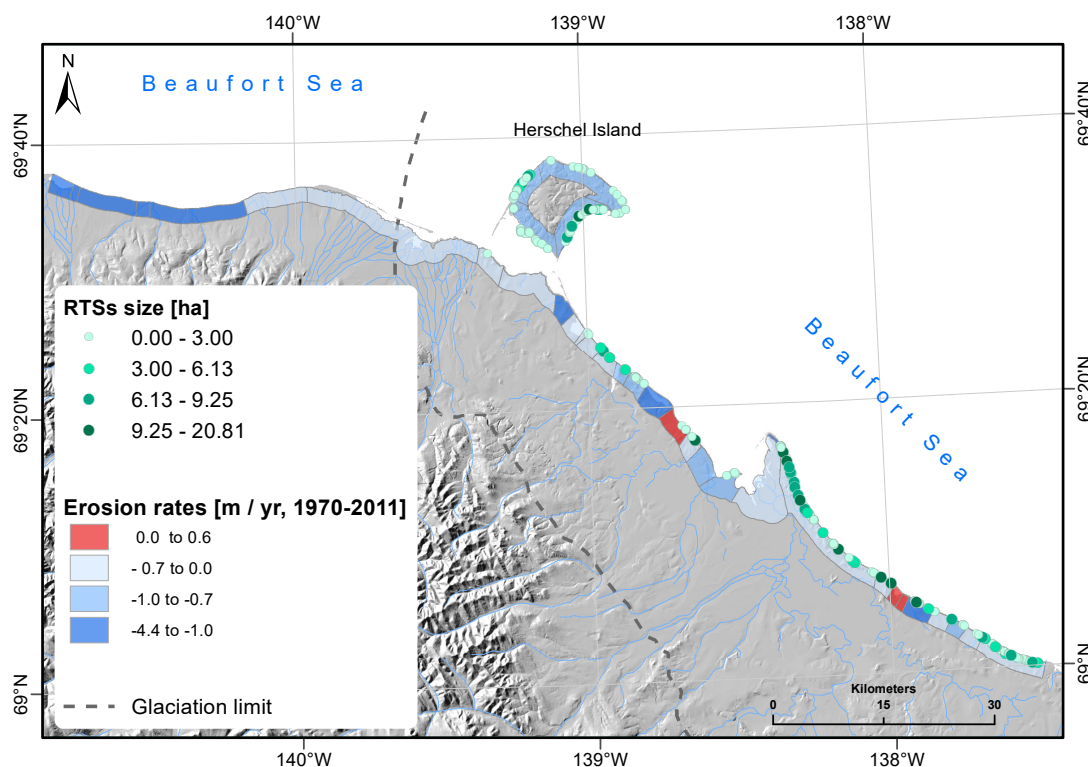 140°W 139°W 138°W
N
Beaufort Sea
Herschel Island
69°40'N
69°40'N
RTSs size [ha]
0.00 - 3.00
3.00 - 6.13
6.13 - 9.25
9.25 - 20.81
Beaufort Sea
69°20'N
69°20'N
Erosion rates [m / yr, 1970-2011]
0.0 to 0.6
- 0.7 to 0.0
-1.0 to -0.7
-4.4 to -1.0
Glaciation limit
69°N
69°N
Kilometers
0 15 30
140°W 139°W 138°W